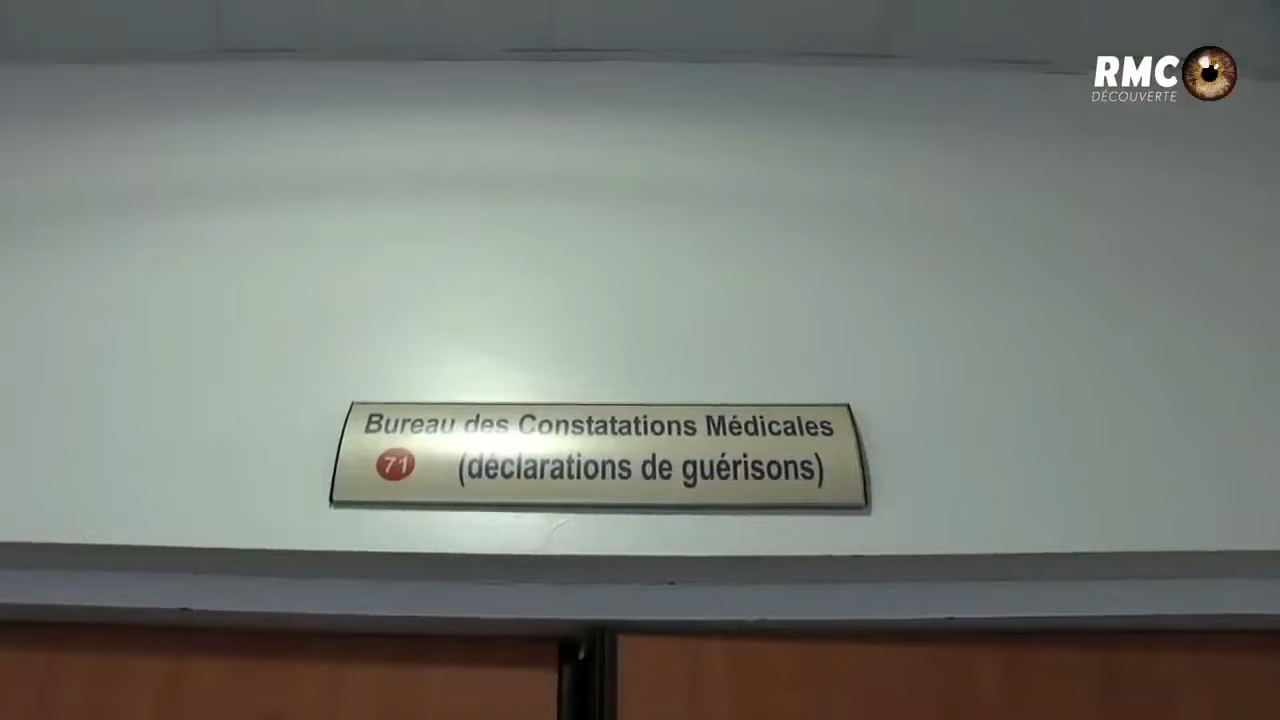 RMC
DÉCOUVERTE
Bureau des Constatations Médicales
71 (déclarations de guérisons)